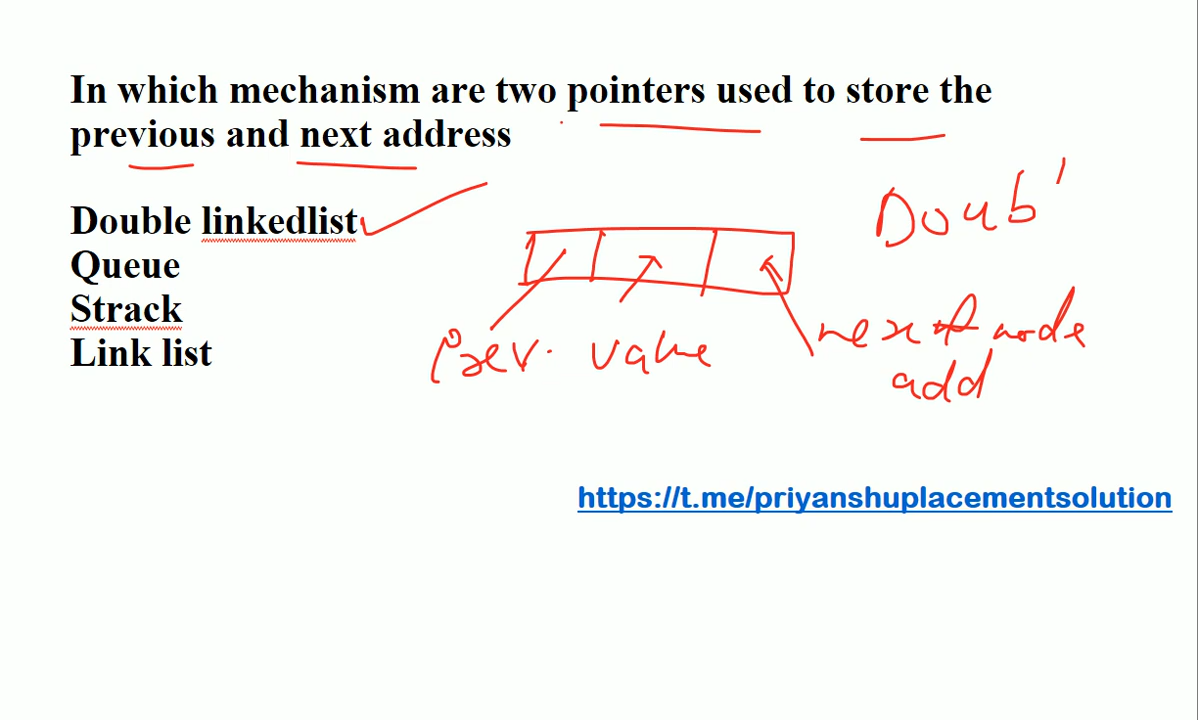 In which mechanism are two pointers used to store the
previous and next address
Double linkedlist
Queue
Strack
Link list
Doub
Prev. value
next node
add
https://t.me/priyanshuplacementsolution